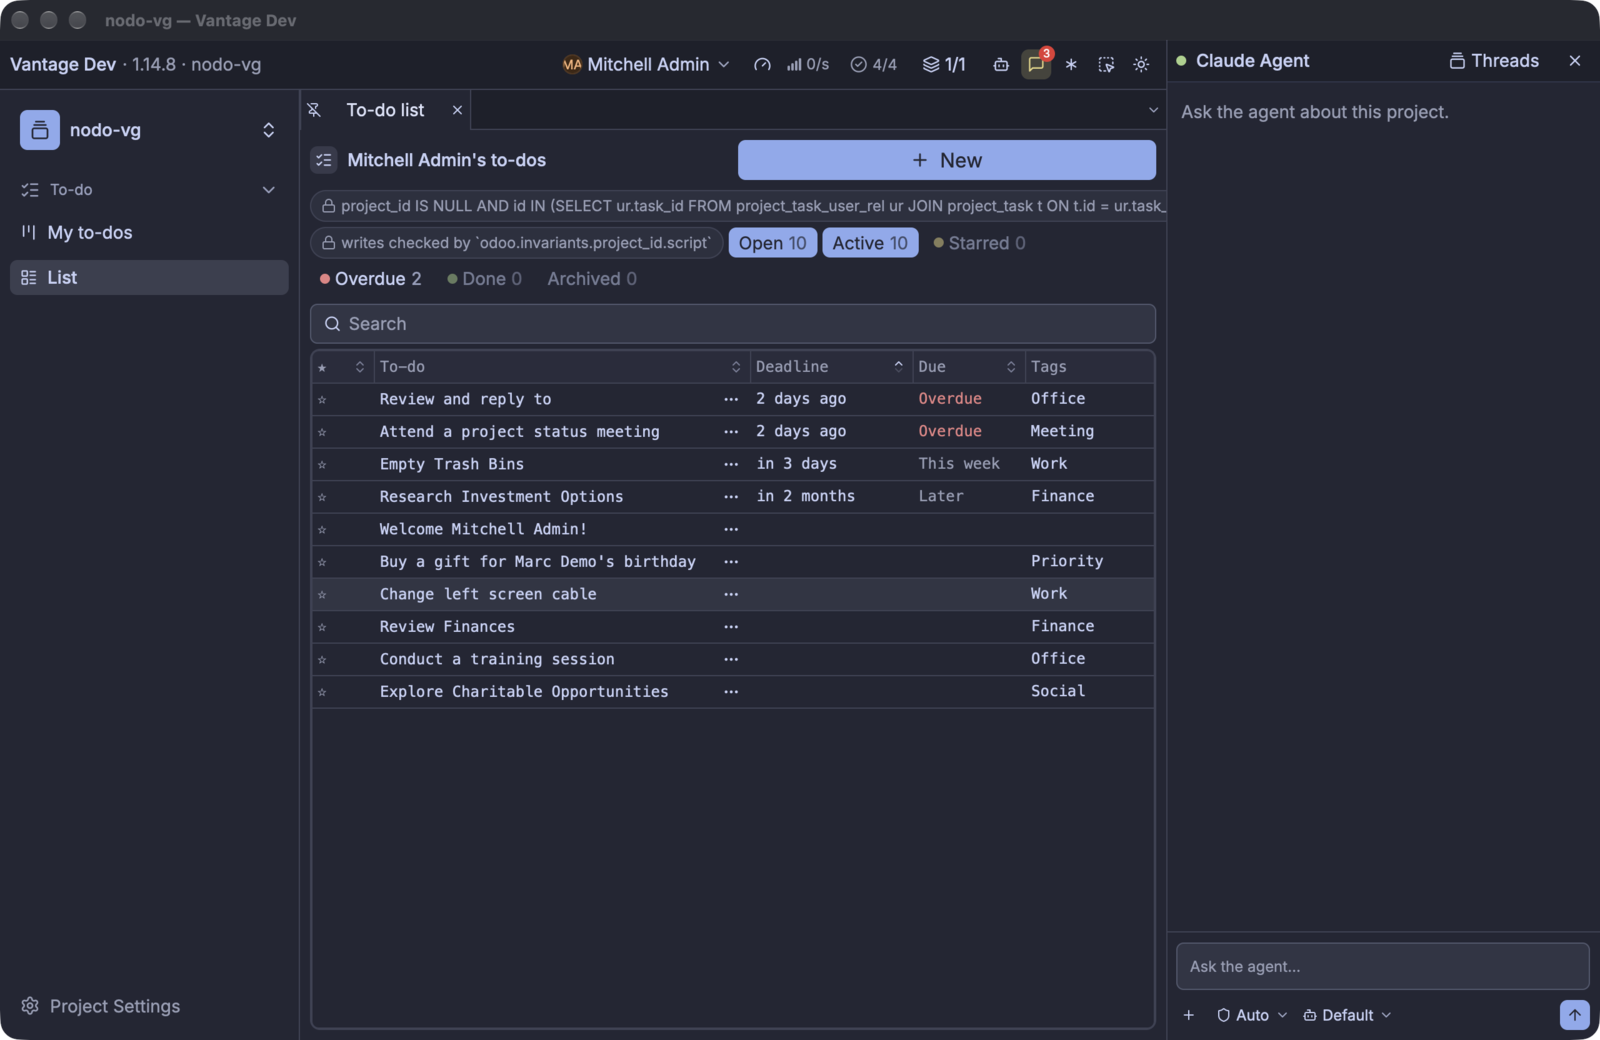 nodo-vg — Vantage Dev
Vantage Dev · 1.14.8 · nodo-vg
MA Mitchell Admin
0/s
4/4
1/1
3
Claude Agent
Threads
nodo-vg
To-do
My to-dos
List
Project Settings
To-do list
Mitchell Admin's to-dos
+ New
project_id IS NULL AND id IN (SELECT ur.task_id FROM project_task_user_rel ur JOIN project_task t ON t.id = ur.task_
writes checked by `odoo.invariants.project_id.script`
Open 10
Active 10
Starred 0
Overdue 2
Done 0
Archived 0
Search
★ To-do Deadline Due Tags
☆ Review and reply to ··· 2 days ago Overdue Office
☆ Attend a project status meeting ··· 2 days ago Overdue Meeting
☆ Empty Trash Bins ··· in 3 days This week Work
☆ Research Investment Options ··· in 2 months Later Finance
☆ Welcome Mitchell Admin! ···
☆ Buy a gift for Marc Demo's birthday ··· Priority
☆ Change left screen cable ··· Work
☆ Review Finances ··· Finance
☆ Conduct a training session ··· Office
☆ Explore Charitable Opportunities ··· Social
Ask the agent about this project.
Ask the agent...
+ Auto Default